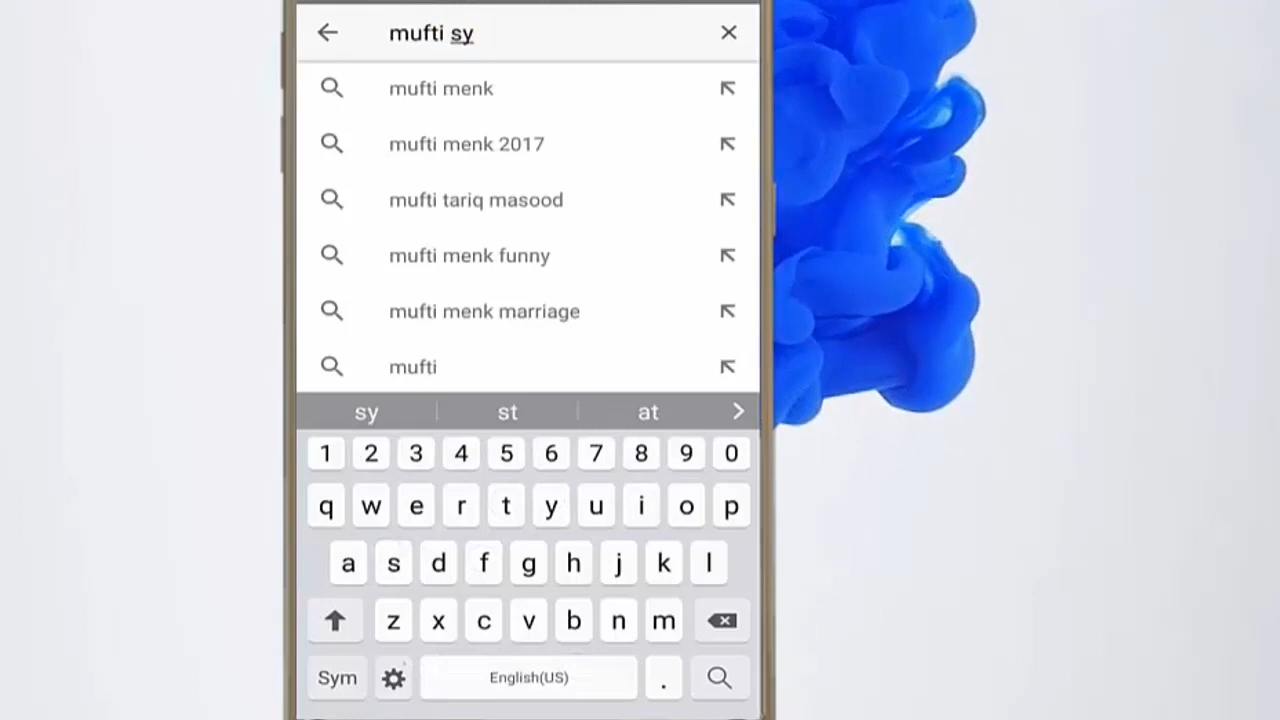 mufti sy
mufti menk
mufti menk 2017
mufti tariq masood
mufti menk funny
mufti menk marriage
mufti
sy st at
1 2 3 4 5 6 7 8 9 0
q w e r t y u i o p
a s d f g h j k l
z x c v b n m
Sym English(US) .